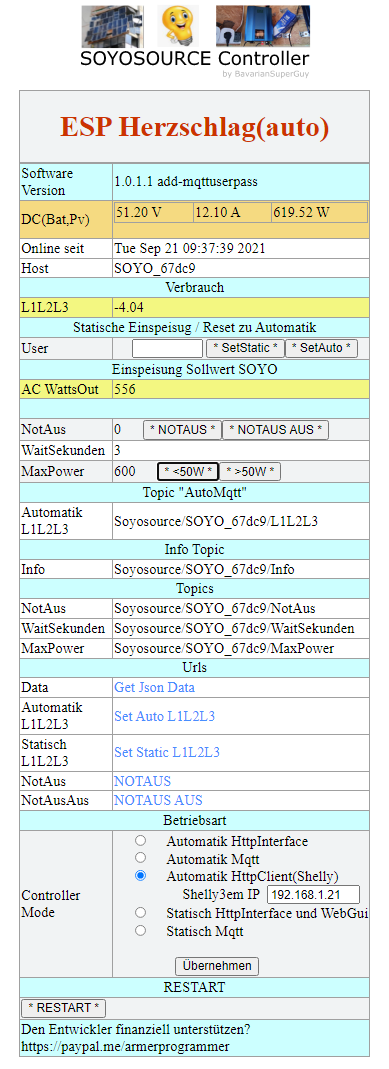 SOYOSOURCE Controller
by BavarianSuperGuy
ESP Herzschlag(auto)
Software Version 1.0.1.1 add-mqttuserpass
DC(Bat,Pv) 51.20 V 12.10 A 619.52 W
Online seit Tue Sep 21 09:37:39 2021
Host SOYO_67dc9
Verbrauch
L1L2L3 -4.04
Statische Einspeisug / Reset zu Automatik
User * SetStatic * * SetAuto *
Einspeisung Sollwert SOYO
AC WattsOut 556
NotAus 0 * NOTAUS * * NOTAUS AUS *
WaitSekunden 3
MaxPower 600 * <50W * * >50W *
Topic "AutoMqtt"
Automatik L1L2L3 Soyosource/SOYO_67dc9/L1L2L3
Info Topic
Info Soyosource/SOYO_67dc9/Info
Topics
NotAus Soyosource/SOYO_67dc9/NotAus
WaitSekunden Soyosource/SOYO_67dc9/WaitSekunden
MaxPower Soyosource/SOYO_67dc9/MaxPower
Urls
Data Get Json Data
Automatik L1L2L3 Set Auto L1L2L3
Statisch L1L2L3 Set Static L1L2L3
NotAus NOTAUS
NotAusAus NOTAUS AUS
Betriebsart
Controller Mode
Automatik HttpInterface
Automatik Mqtt
Automatik HttpClient(Shelly)
Shelly3em IP 192.168.1.21
Statisch HttpInterface und WebGui
Statisch Mqtt
Übernehmen
RESTART
* RESTART *
Den Entwickler finanziell unterstützen?
https://paypal.me/armerprogrammer